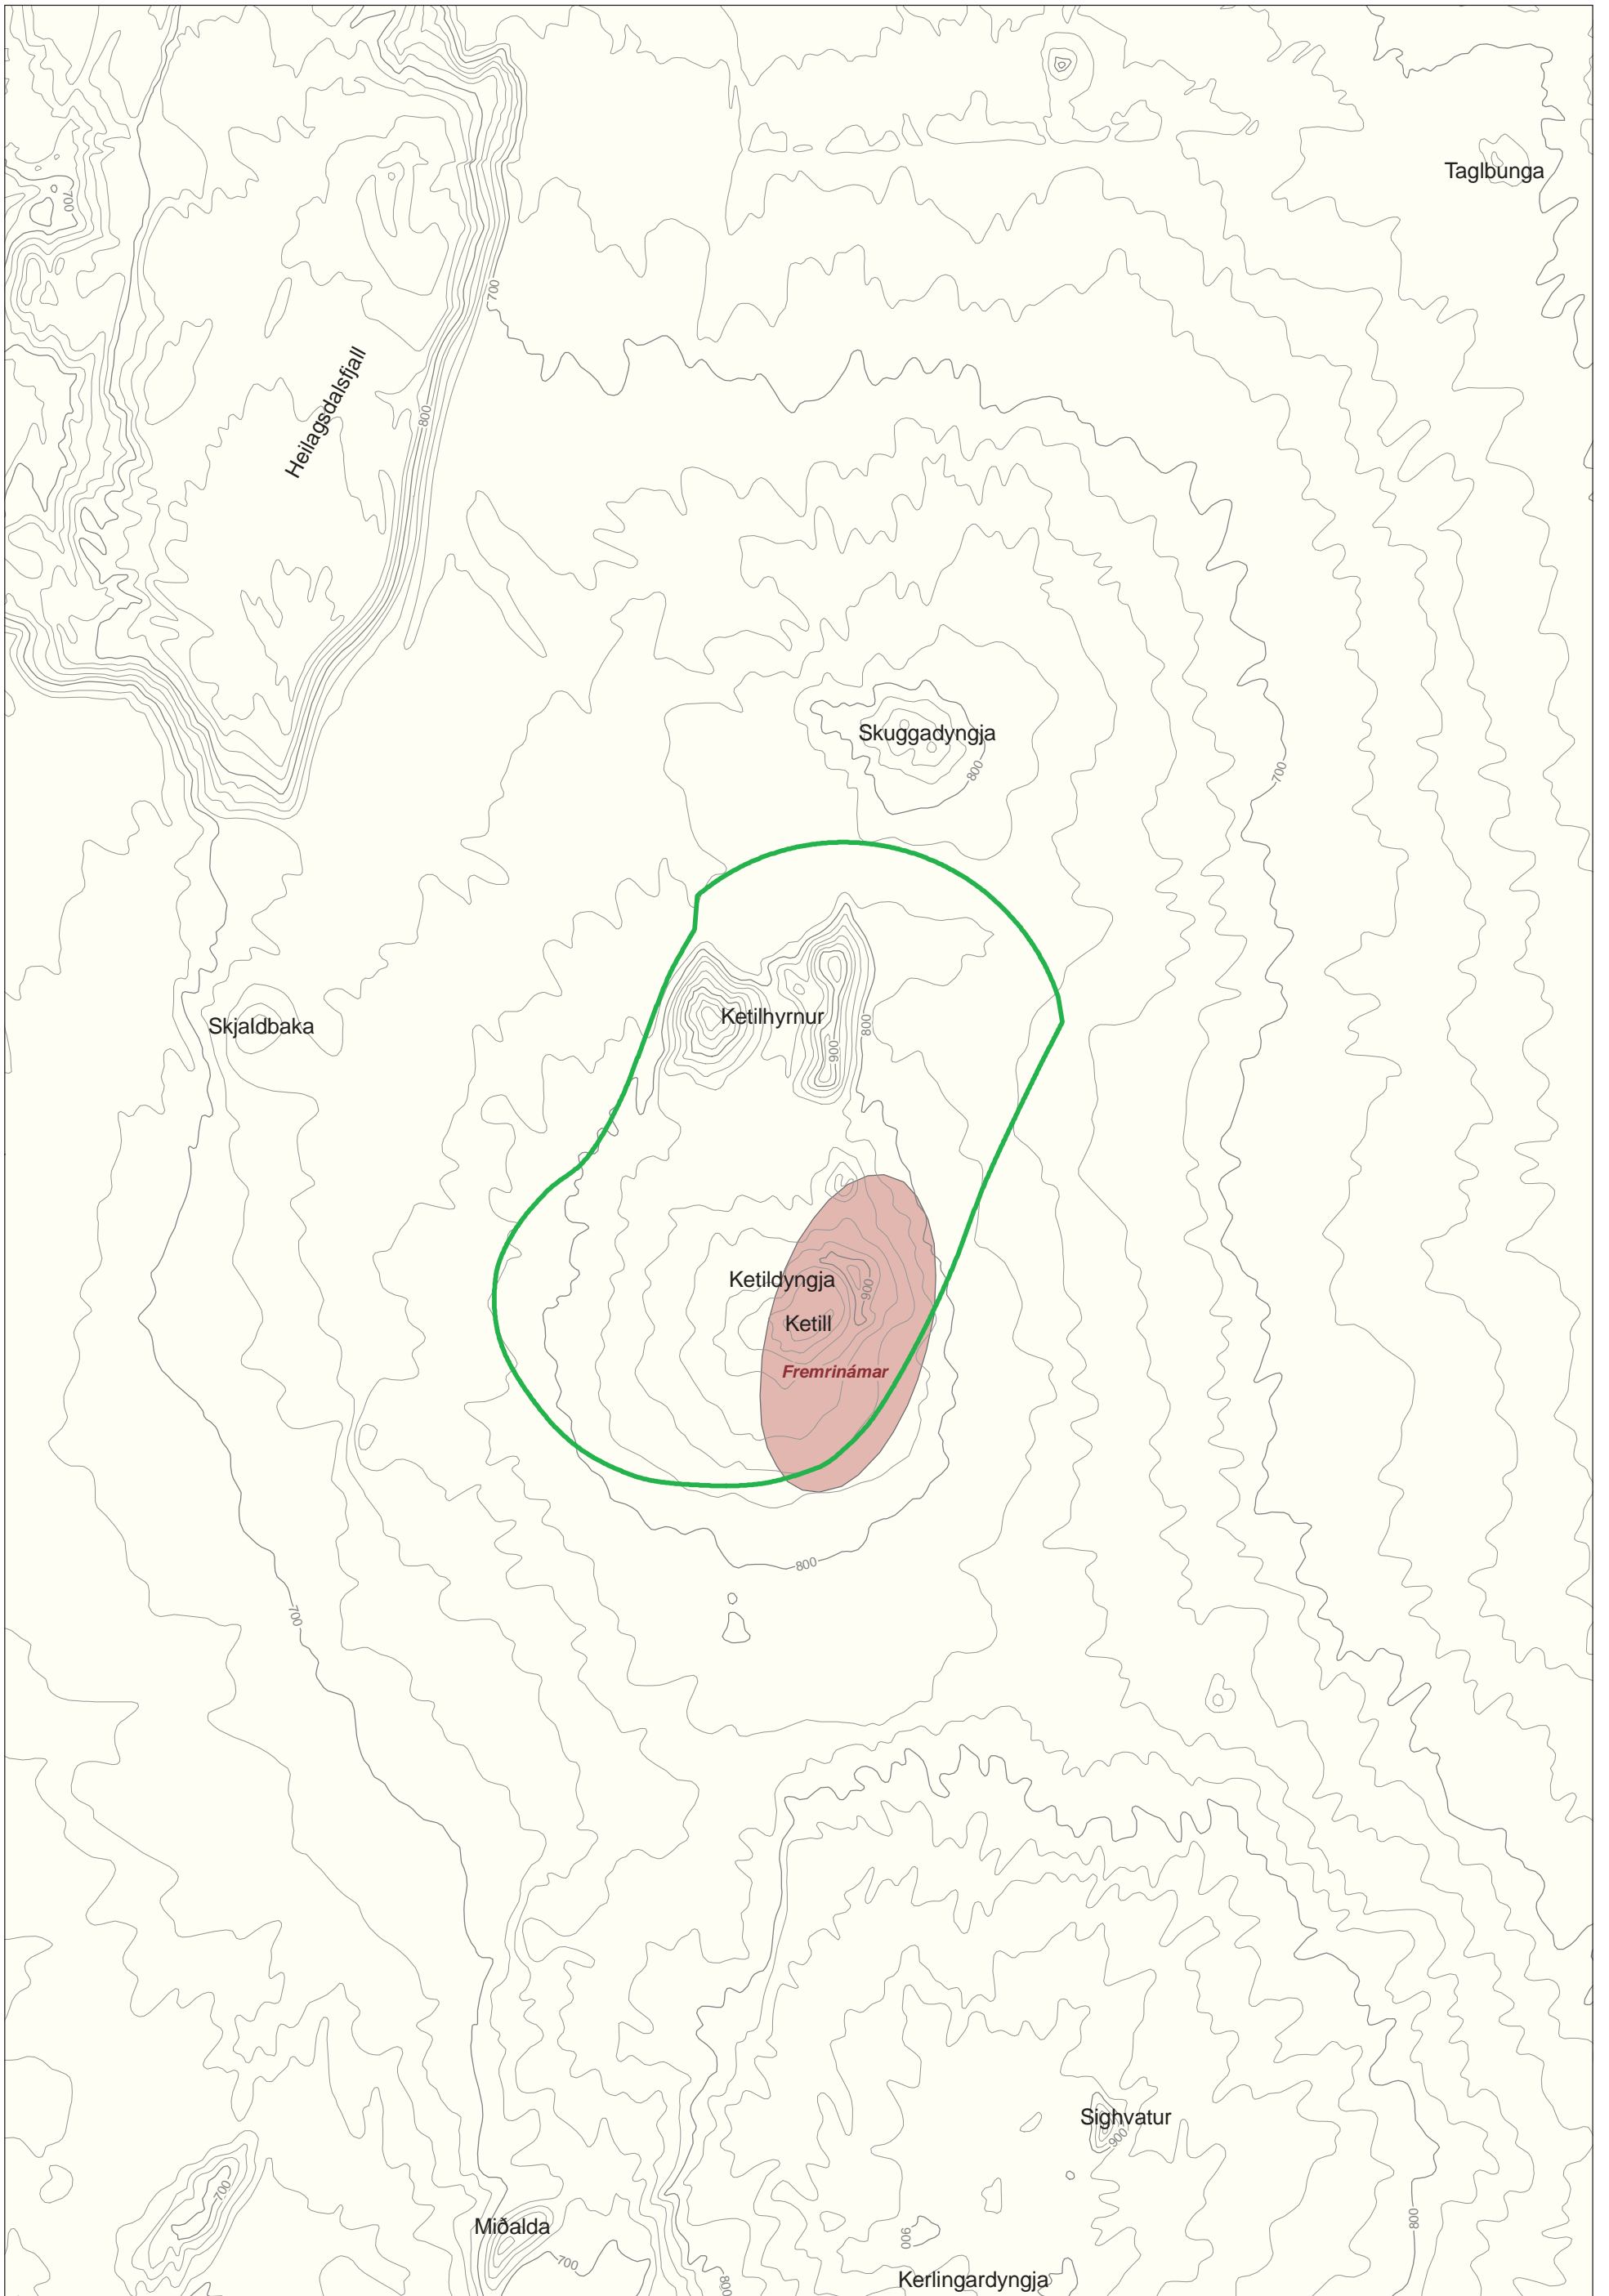 Taglbunga
700
700
Heilagsdalsfjall
800
Skuggadyngja
800
700
Ketilhyrnur
800
Skjaldbaka
900
Ketildyngja
900
Ketill
Fremrinámar
800
700
Sighvatur
900
700
Miðalda
800
900
700
Kerlingardyngja
800